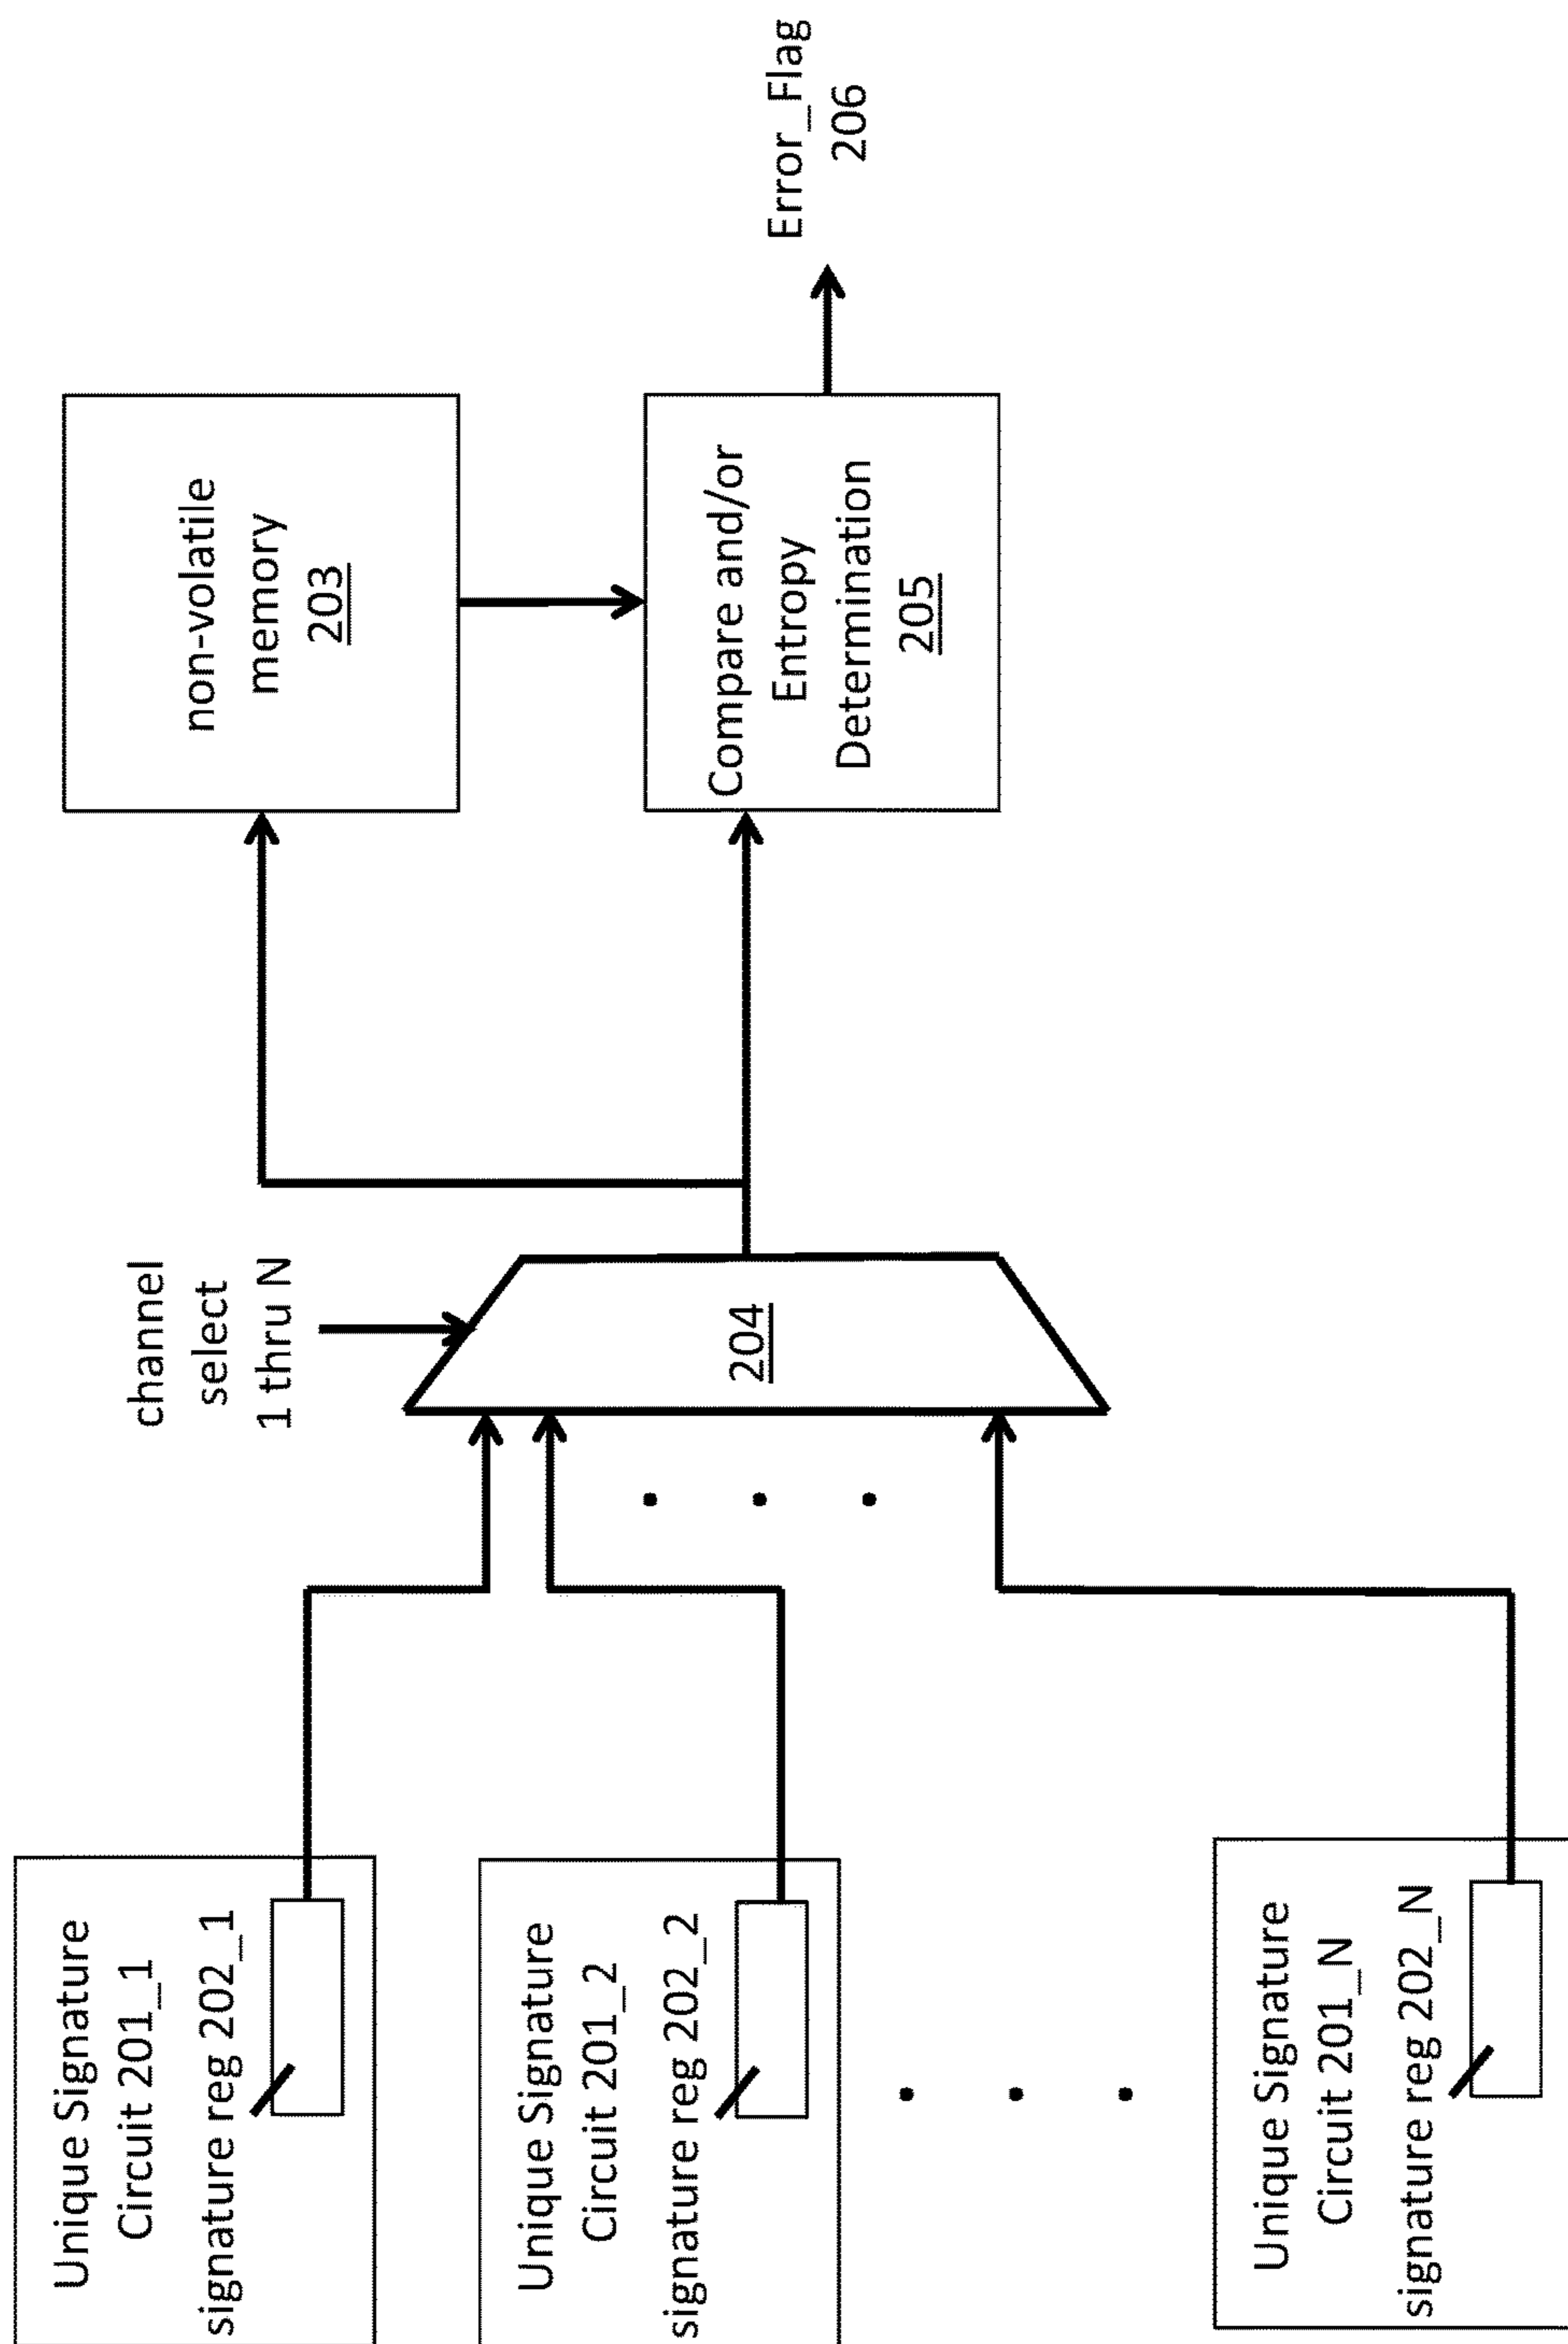 Unique Signature
Circuit 201_1
signature reg 202_1
Unique Signature
Circuit 201_2
signature reg 202_2
Unique Signature
Circuit 201_N
signature reg 202_N
channel
select
1 thru N
204
non-volatile
memory
203
Compare and/or
Entropy
Determination
205
Error_Flag
206